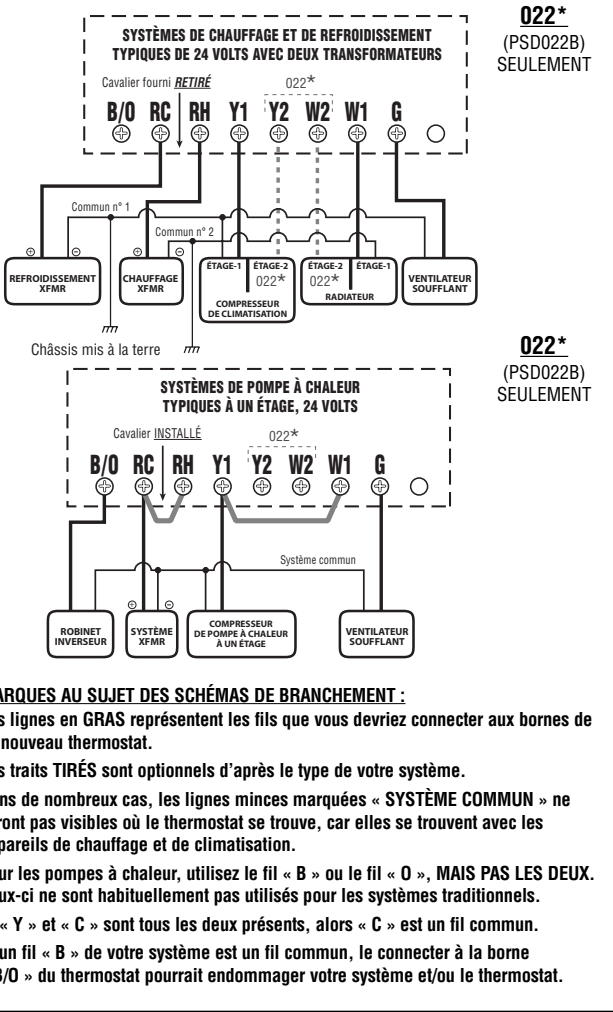 022*
(PSD022B)
SEULEMENT
SYSTÈMES DE CHAUFFAGE ET DE REFROIDISSEMENT
TYPIQUES DE 24 VOLTS AVEC DEUX TRANSFORMATEURS
Cavalier fourni RETIRÉ
022*
B/O RC RH Y1 Y2 W2 W1 G
Commun n° 1
Commun n° 2
REFROIDISSEMENT
XFMR
CHAUFFAGE
XFMR
ÉTAGE-1 ÉTAGE-2
022*
COMPRESSEUR
DE CLIMATISATION
ÉTAGE-2 ÉTAGE-1
022*
RADIATEUR
VENTILATEUR
SOUFFLANT
Châssis mis à la terre
022*
(PSD022B)
SEULEMENT
SYSTÈMES DE POMPE À CHALEUR
TYPIQUES À UN ÉTAGE, 24 VOLTS
Cavalier INSTALLÉ
022*
B/O RC RH Y1 Y2 W2 W1 G
Système commun
ROBINET
INVERSEUR
SYSTÈME
XFMR
COMPRESSEUR
DE POMPE À CHALEUR
À UN ÉTAGE
VENTILATEUR
SOUFFLANT
ARQUES AU SUJET DES SCHÉMAS DE BRANCHEMENT :
s lignes en GRAS représentent les fils que vous devriez connecter aux bornes de
nouveau thermostat.
s traits TIRÉS sont optionnels d'après le type de votre système.
ns de nombreux cas, les lignes minces marquées « SYSTÈME COMMUN » ne
ront pas visibles où le thermostat se trouve, car elles se trouvent avec les
pareils de chauffage et de climatisation.
ur les pompes à chaleur, utilisez le fil « B » ou le fil « O », MAIS PAS LES DEUX.
ux-ci ne sont habituellement pas utilisés pour les systèmes traditionnels.
« Y » et « C » sont tous les deux présents, alors « C » est un fil commun.
un fil « B » de votre système est un fil commun, le connecter à la borne
B/O » du thermostat pourrait endommager votre système et/ou le thermostat.